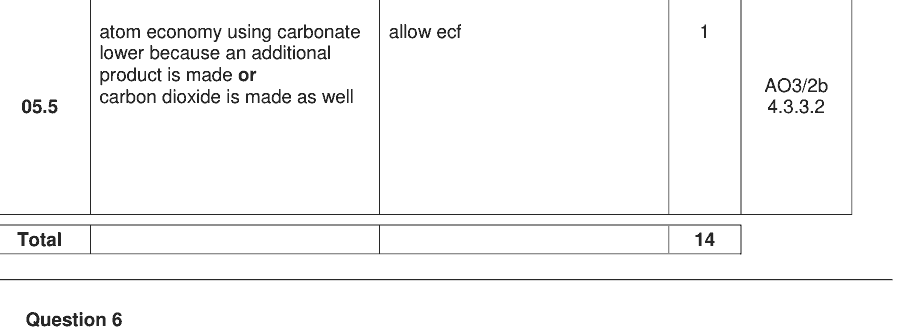 atom economy using carbonate
lower because an additional
product is made or
carbon dioxide is made as well
allow ecf
1
05.5
AO3/2b
4.3.3.2
Total
14
Question 6